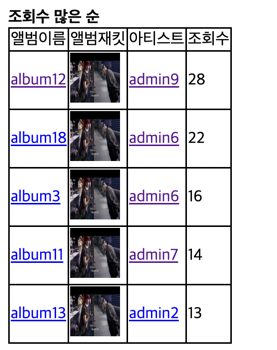 조회수 많은 순
앨범이름 앨범재킷 아티스트 조회수
album12 admin9 28
album18 admin6 22
album3 admin6 16
album11 admin7 14
album13 admin2 13